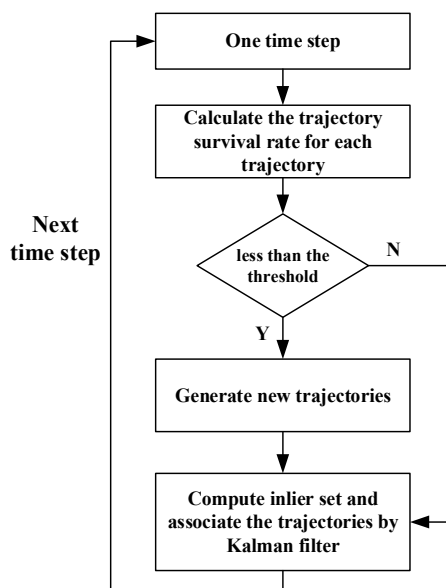 One time step
Calculate the trajectory
survival rate for each
trajectory
Next
time step
less than the
threshold
N
Y
Generate new trajectories
Compute inlier set and
associate the trajectories by
Kalman filter